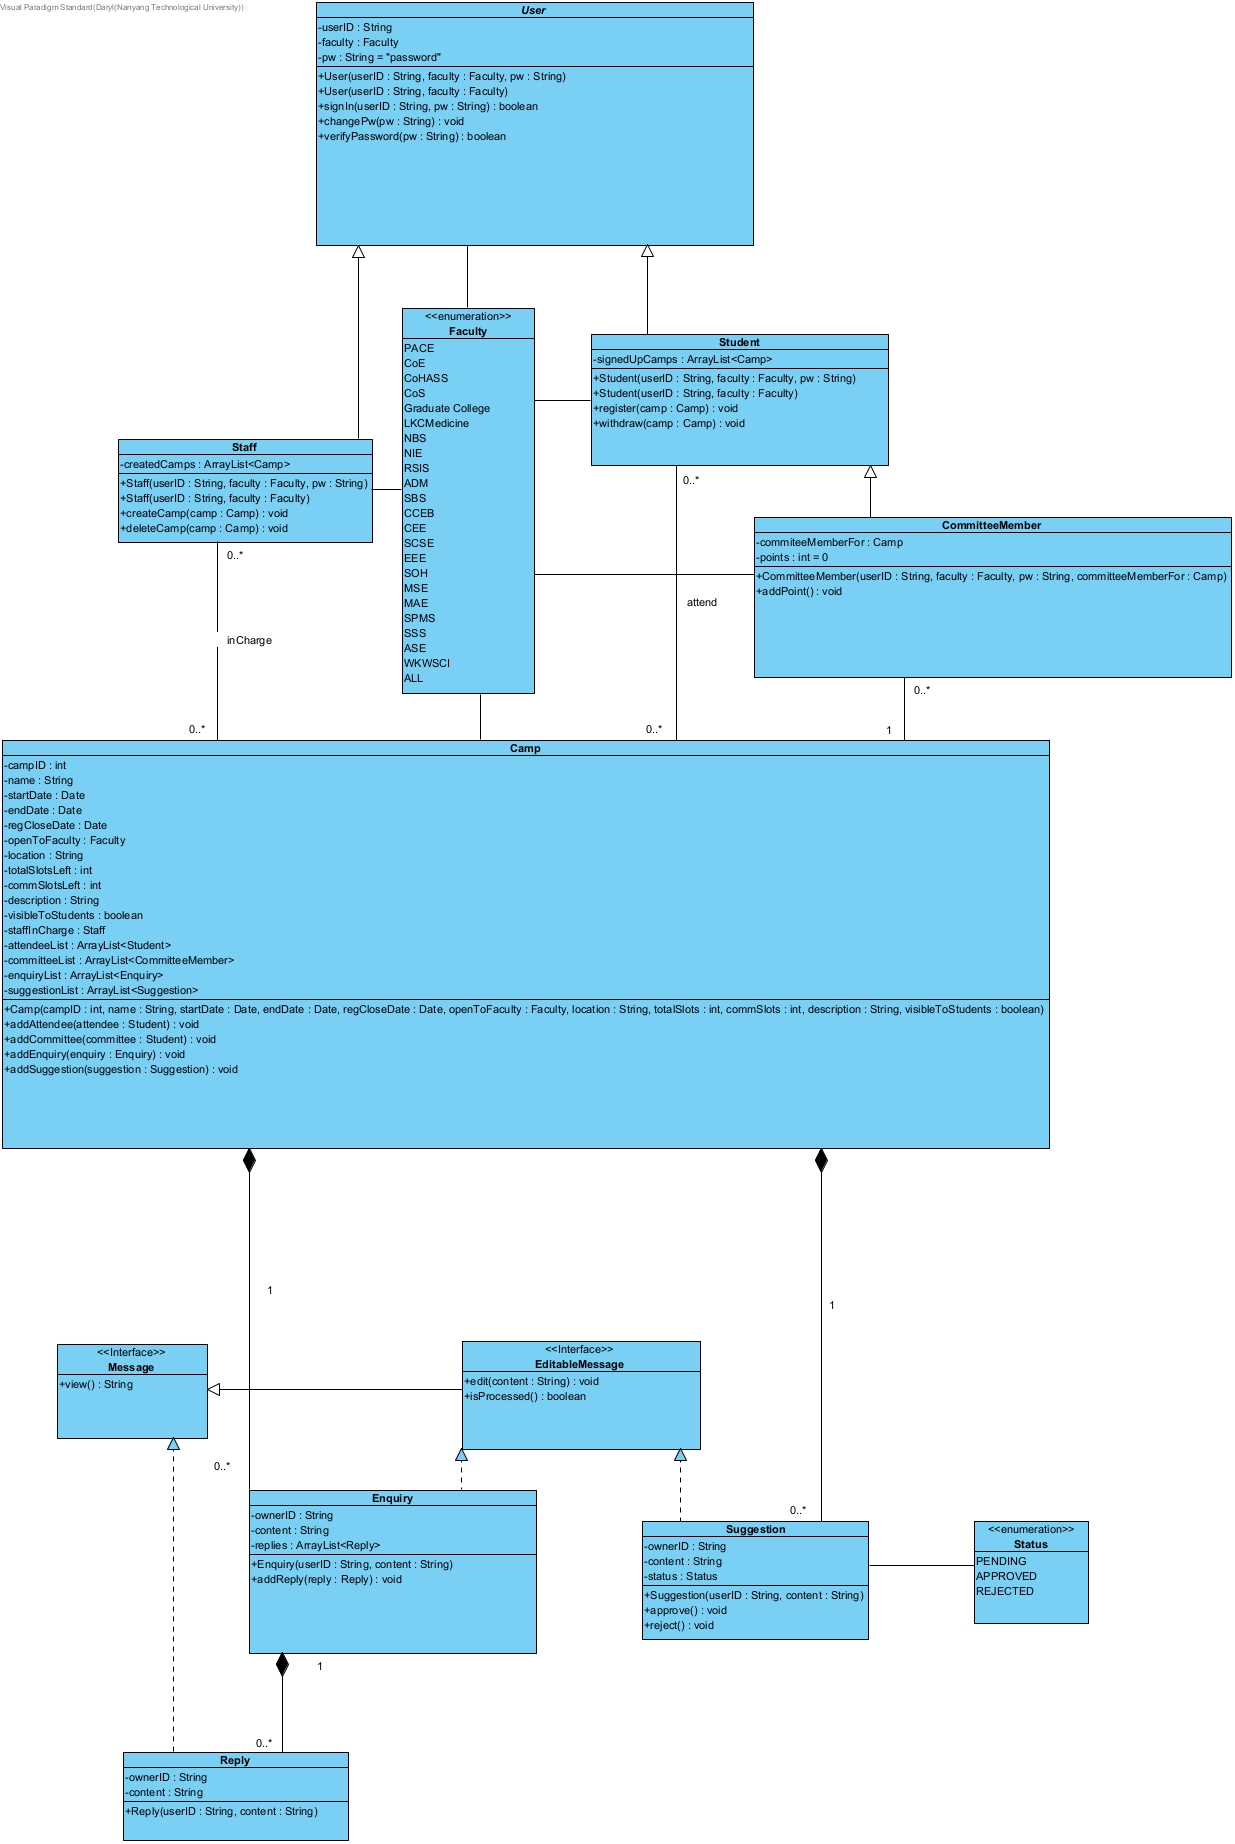 Visual Paradigm Standard(Daryl(Nanyang Technological University))
User
-userID : String
-faculty : Faculty
-pw : String = "password"
+User(userID : String, faculty : Faculty, pw : String)
+User(userID : String, faculty : Faculty)
+signIn(userID : String, pw : String) : boolean
+changePw(pw : String) : void
+verifyPassword(pw : String) : boolean
<<enumeration>>
Faculty
PACE
CoE
CoHASS
CoS
Graduate College
LKCMedicine
NBS
NIE
RSIS
ADM
SBS
CCEB
CEE
SCSE
EEE
SOH
MSE
MAE
SPMS
SSS
ASE
WKWSCI
ALL
Student
-signedUpCamps : ArrayList<Camp>
+Student(userID : String, faculty : Faculty, pw : String)
+Student(userID : String, faculty : Faculty)
+register(camp : Camp) : void
+withdraw(camp : Camp) : void
Staff
-createdCamps : ArrayList<Camp>
+Staff(userID : String, faculty : Faculty, pw : String)
+Staff(userID : String, faculty : Faculty)
+createCamp(camp : Camp) : void
+deleteCamp(camp : Camp) : void
0..*
CommitteeMember
-commiteeMemberFor : Camp
-points : int = 0
+CommitteeMember(userID : String, faculty : Faculty, pw : String, committeeMemberFor : Camp)
+addPoint() : void
0..*
attend
inCharge
0..*
0..*
0..*
1
Camp
-campID : int
-name : String
-startDate : Date
-endDate : Date
-regCloseDate : Date
-openToFaculty : Faculty
-location : String
-totalSlotsLeft : int
-commSlotsLeft : int
-description : String
-visibleToStudents : boolean
-staffInCharge : Staff
-attendeeList : ArrayList<Student>
-committeeList : ArrayList<CommitteeMember>
-enquiryList : ArrayList<Enquiry>
-suggestionList : ArrayList<Suggestion>
+Camp(campID : int, name : String, startDate : Date, endDate : Date, regCloseDate : Date, openToFaculty : Faculty, location : String, totalSlots : int, commSlots : int, description : String, visibleToStudents : boolean)
+addAttendee(attendee : Student) : void
+addCommittee(committee : Student) : void
+addEnquiry(enquiry : Enquiry) : void
+addSuggestion(suggestion : Suggestion) : void
1
1
<<Interface>>
Message
+view() : String
<<Interface>>
EditableMessage
+edit(content : String) : void
+isProcessed() : boolean
0..*
0..*
Enquiry
-ownerID : String
-content : String
-replies : ArrayList<Reply>
+Enquiry(userID : String, content : String)
+addReply(reply : Reply) : void
Suggestion
-ownerID : String
-content : String
-status : Status
+Suggestion(userID : String, content : String)
+approve() : void
+reject() : void
<<enumeration>>
Status
PENDING
APPROVED
REJECTED
1
0..*
Reply
-ownerID : String
-content : String
+Reply(userID : String, content : String)